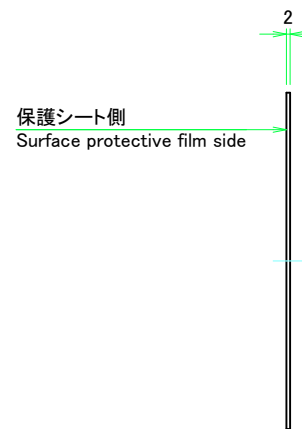 2
保護シート側
Surface protective film side